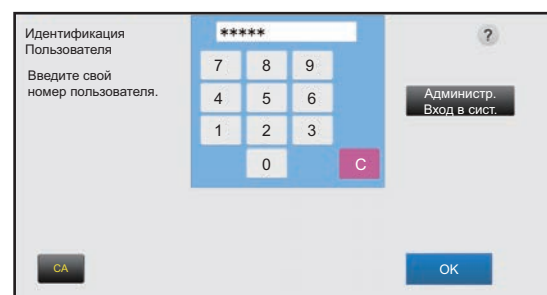 Идентификация
Пользователя
Введите свой
номер пользователя.
*****
7 8 9
4 5 6
1 2 3
0 C
?
Администр.
Вход в сист.
CA
OK